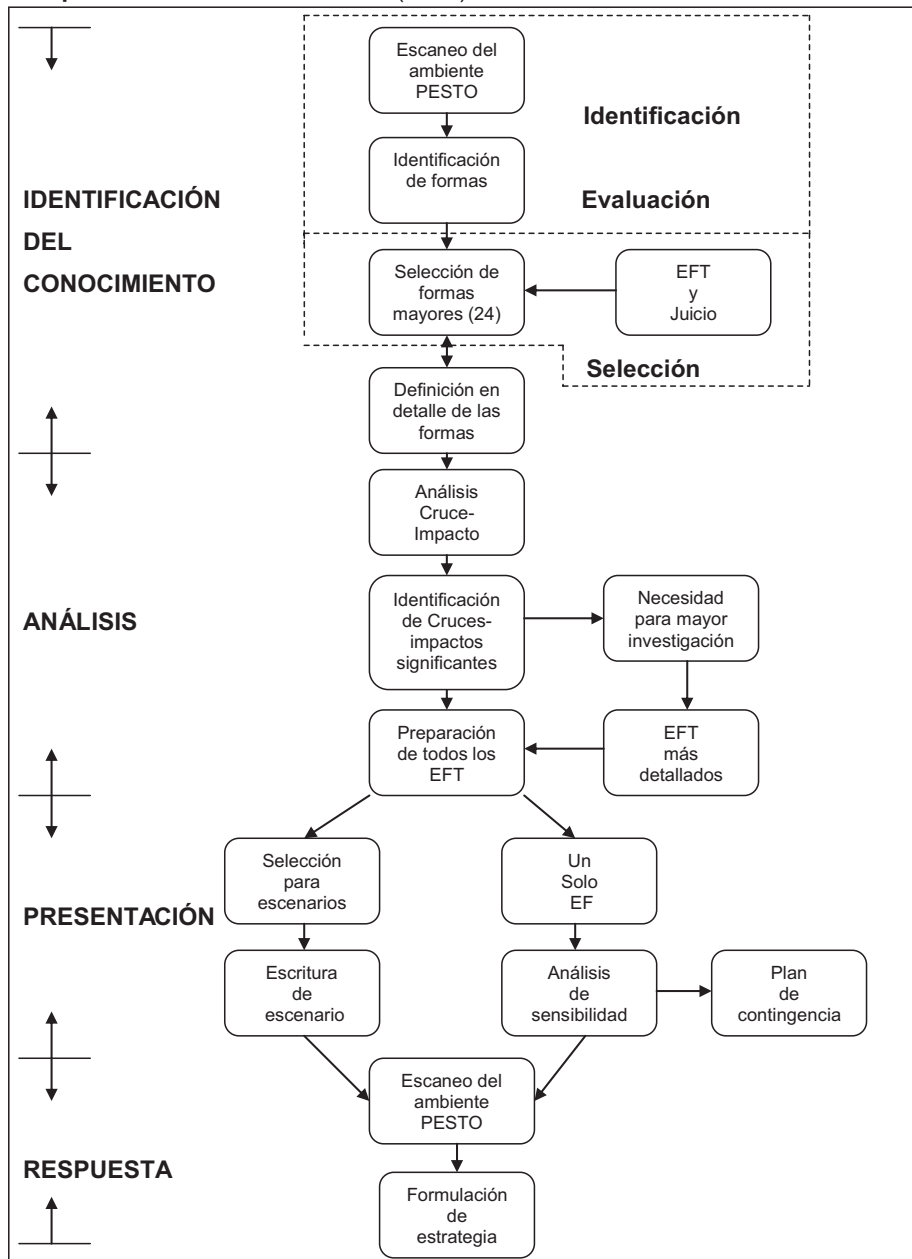 Escaneo del
ambiente
PESTO
Identificación
Identificación
de formas
IDENTIFICACIÓN
DEL
CONOCIMIENTO
Evaluación
Selección de
formas
mayores (24)
EFT
y
Juicio
Selección
Definición en
detalle de las
formas
Análisis
Cruce-
Impacto
ANÁLISIS
Identificación
de Cruces-
impactos
significantes
Necesidad
para mayor
investigación
Preparación
de todos los
EFT
EFT
más
detallados
Selección
para
escenarios
Un
Solo
EF
PRESENTACIÓN
Escritura
de
escenario
Análisis
de
sensibilidad
Plan
de
contingencia
Escaneo del
ambiente
PESTO
RESPUESTA
Formulación
de
estrategia